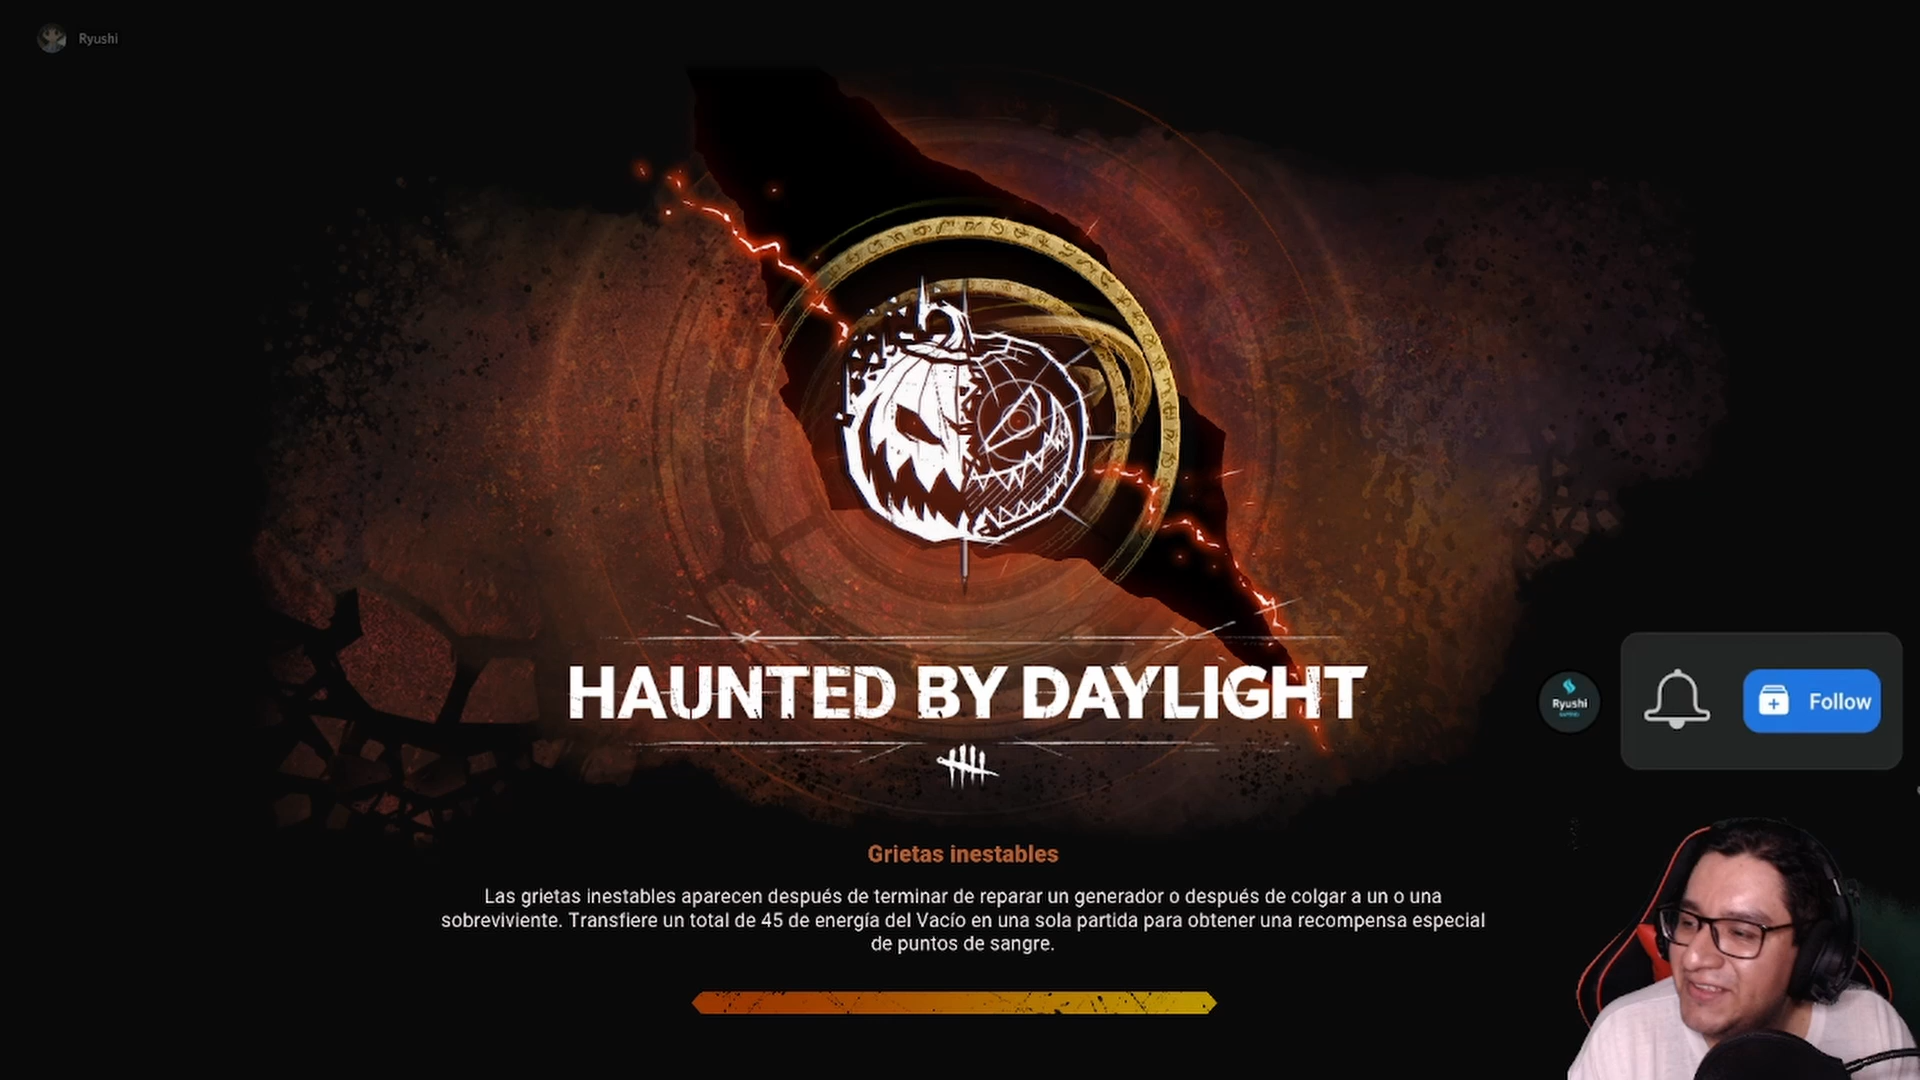 Ryushi
HAUNTED BY DAYLIGHT
Ryushi
Follow
Grietas inestables
Las grietas inestables aparecen después de terminar de reparar un generador o después de colgar a un o una
sobreviviente. Transfiere un total de 45 de energía del Vacío en una sola partida para obtener una recompensa especial
de puntos de sangre.